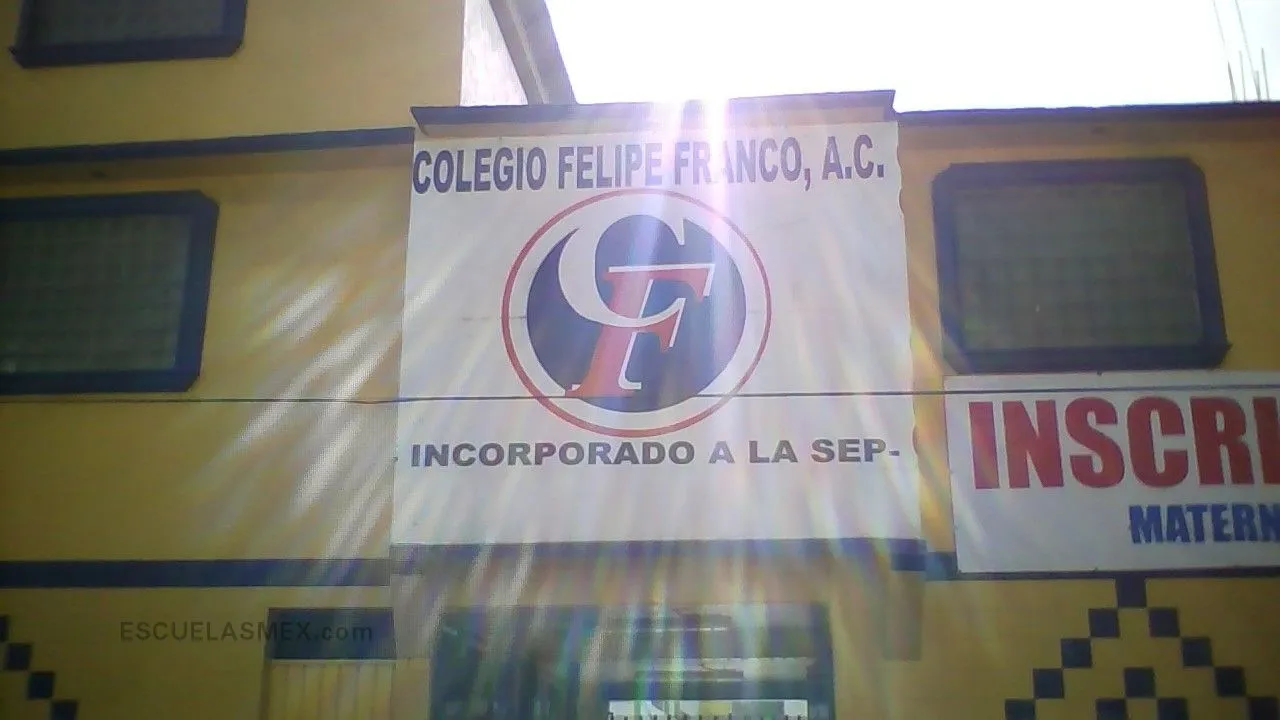 COLEGIO FELIPE FRANCO, A.C.
CF
INCORPORADO A LA SEP-
INSCRI
MATERN
ESCUELASMEX.com